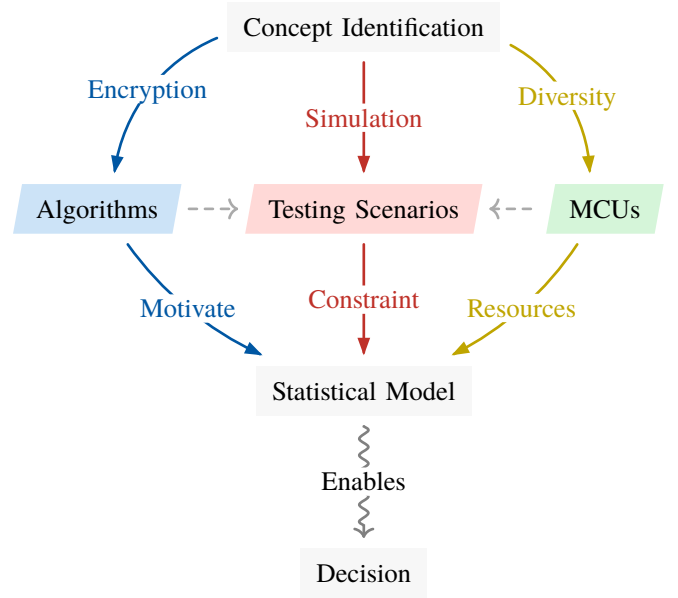 Concept Identification
Encryption
Simulation
Diversity
Algorithms
Testing Scenarios
MCUs
Motivate
Constraint
Resources
Statistical Model
Enables
Decision